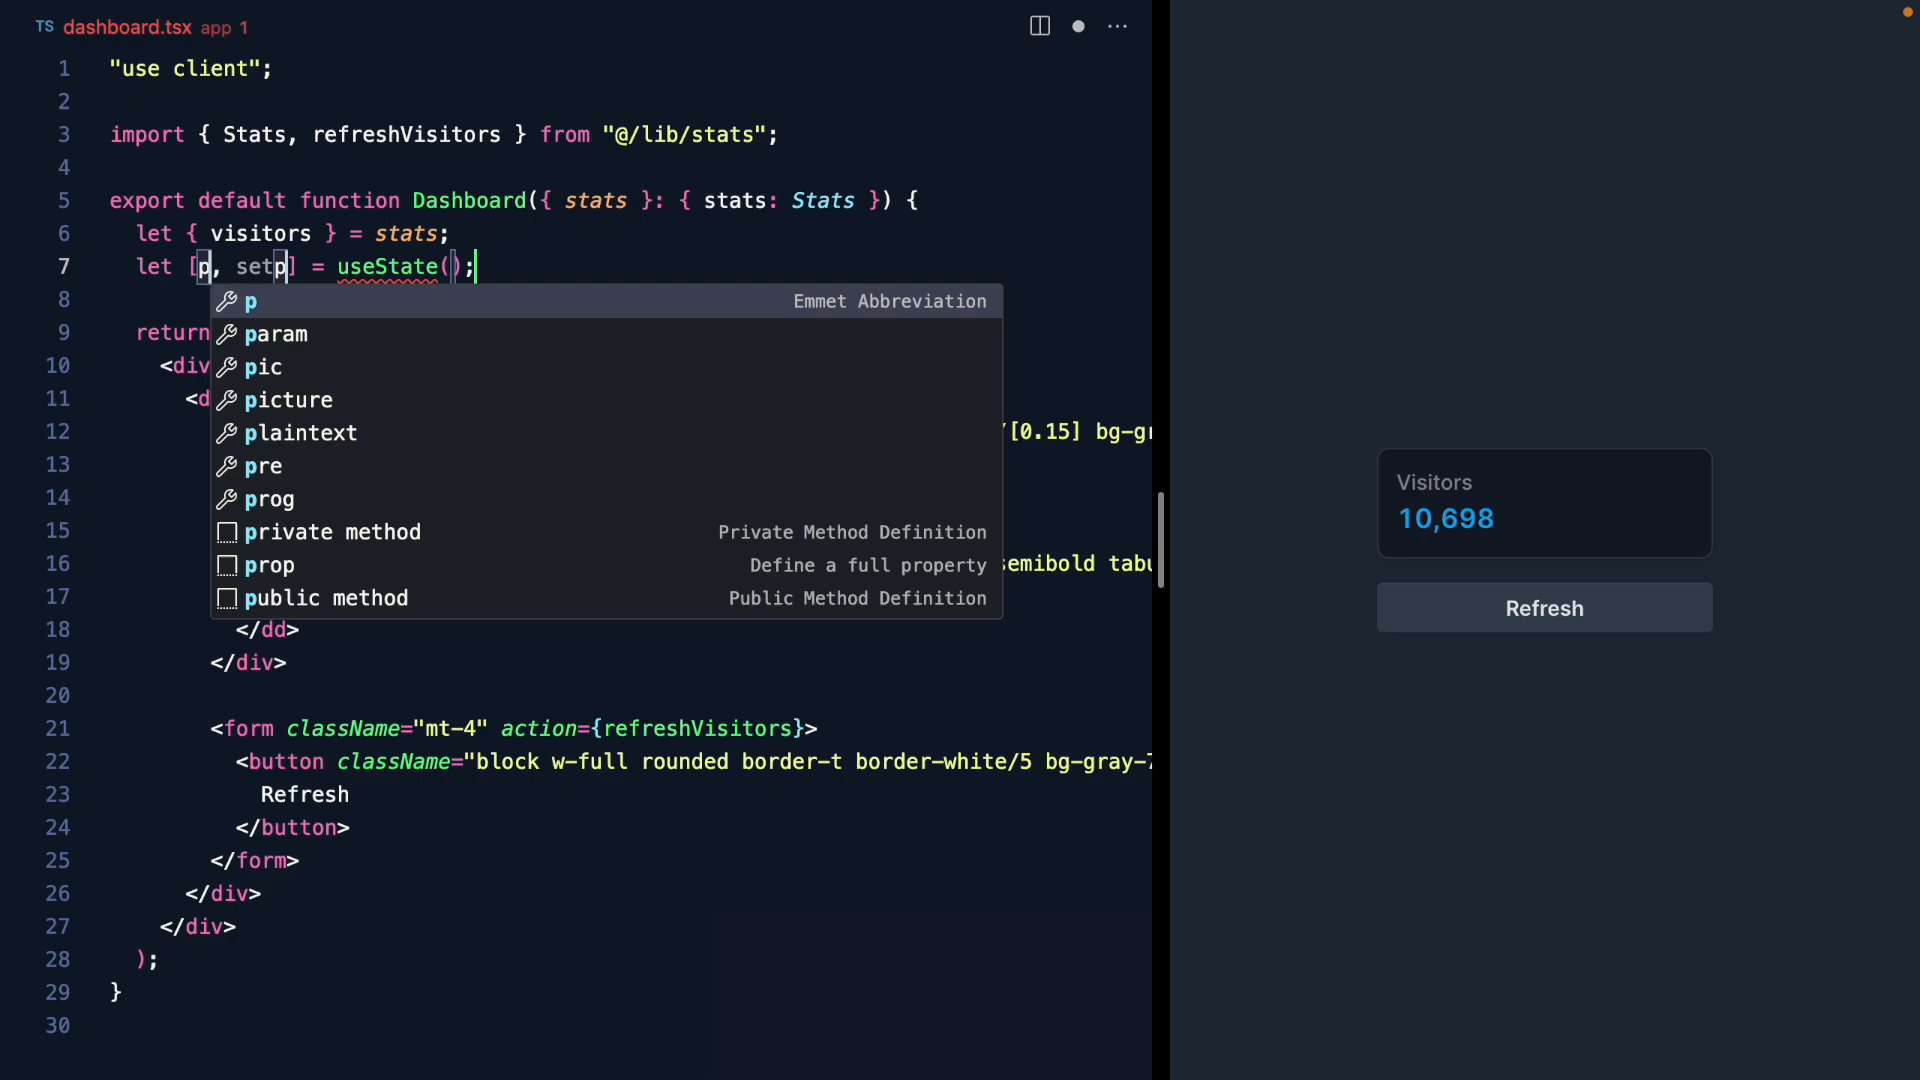 TS dashboard.tsx app 1
1 "use client";
2
3 import { Stats, refreshVisitors } from "@/lib/stats";
4
5 export default function Dashboard({ stats }: { stats: Stats }) {
6 let { visitors } = stats;
7 let [p, setp] = useState();
8
p Emmet Abbreviation
param
9 return
pic
10 <div
picture
11 <d
plaintext
12 /[0.15] bg-gr
pre
13
prog
14
private method Private Method Definition
15
prop Define a full property
16 semibold tabu
public method Public Method Definition
17
18 </dd>
19 </div>
20
21 <form className="mt-4" action={refreshVisitors}>
22 <button className="block w-full rounded border-t border-white/5 bg-gray-7
23 Refresh
24 </button>
25 </form>
26 </div>
27 </div>
28 );
29 }
30
Visitors
10,698
Refresh